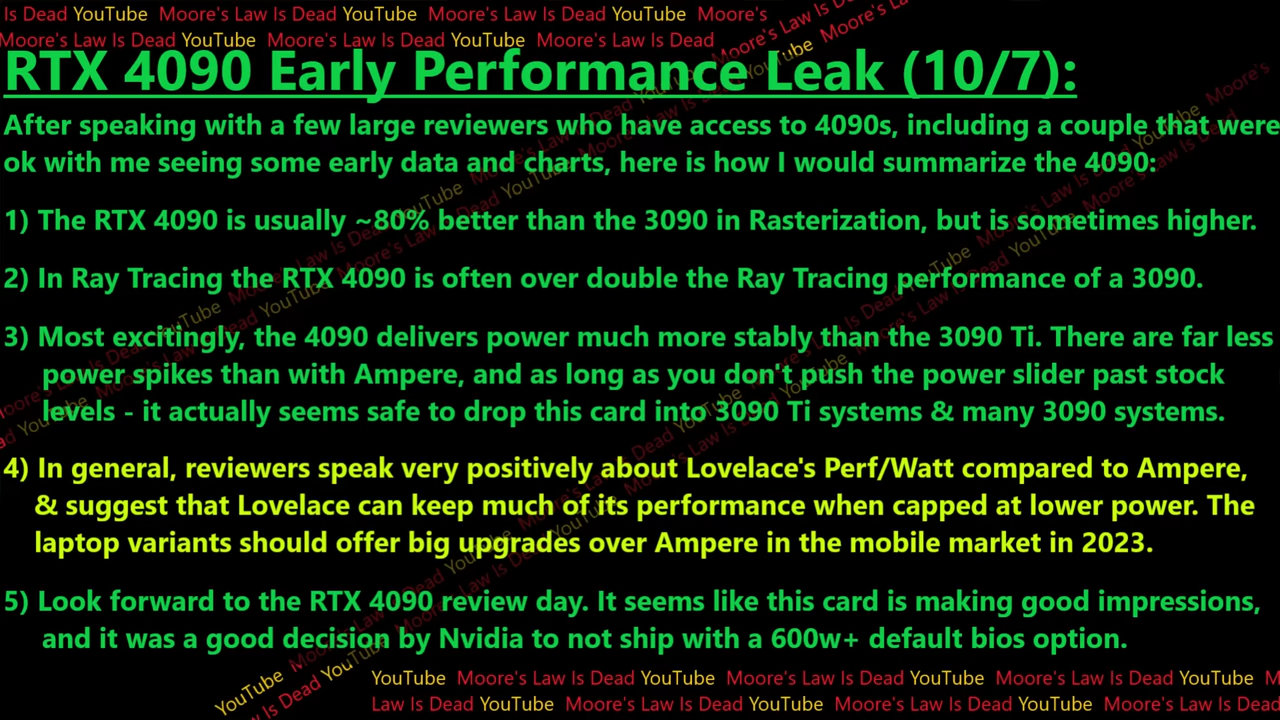 Is Dead YouTube Moore's Law Is Dead YouTube Moore's Law Is Dead YouTube Moore's
Moore's Law Is Dead YouTube Moore's Law Is Dead YouTube Moore's Law Is Dead
RTX 4090 Early Performance Leak (10/7):
After speaking with a few large reviewers who have access to 4090s, including a couple that were
ok with me seeing some early data and charts, here is how I would summarize the 4090:
1) The RTX 4090 is usually ~80% better than the 3090 in Rasterization, but is sometimes higher.
2) In Ray Tracing the RTX 4090 is often over double the Ray Tracing performance of a 3090.
3) Most excitingly, the 4090 delivers power much more stably than the 3090 Ti. There are far less
power spikes than with Ampere, and as long as you don't push the power slider past stock
levels - it actually seems safe to drop this card into 3090 Ti systems & many 3090 systems.
4) In general, reviewers speak very positively about Lovelace's Perf/Watt compared to Ampere,
& suggest that Lovelace can keep much of its performance when capped at lower power. The
laptop variants should offer big upgrades over Ampere in the mobile market in 2023.
5) Look forward to the RTX 4090 review day. It seems like this card is making good impressions,
and it was a good decision by Nvidia to not ship with a 600w+ default bios option.
YouTube Moore's Law Is Dead YouTube Moore's Law Is Dead YouTube Moore's Law Is Dead YouTube M
Law Is Dead YouTube Moore's Law Is Dead YouTube Moore's Law Is Dead YouTube Moore's Law Is Dead